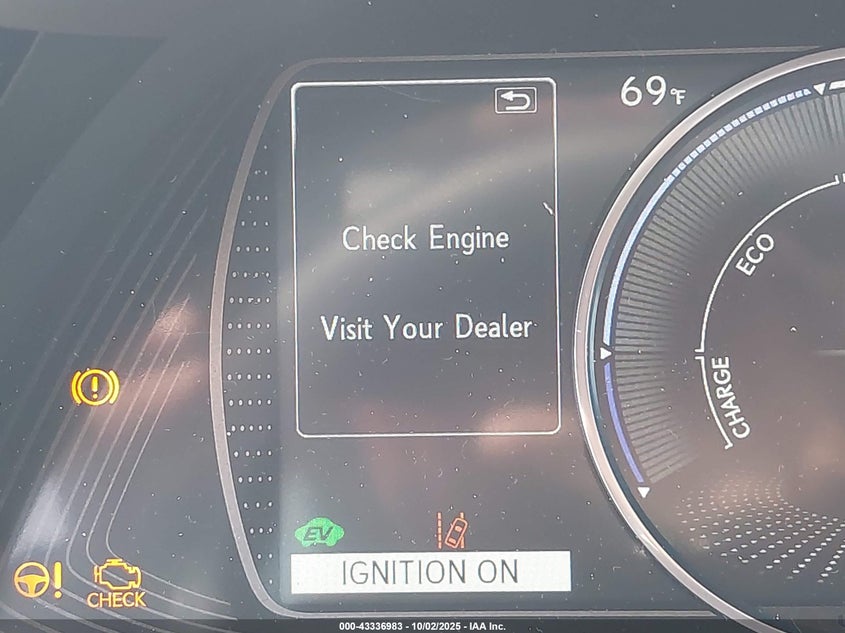 69°F
Check Engine
Visit Your Dealer
ECO
CHARGE
EV
IGNITION ON
CHECK
000-43336983 - 10/02/2025 - IAA Inc.